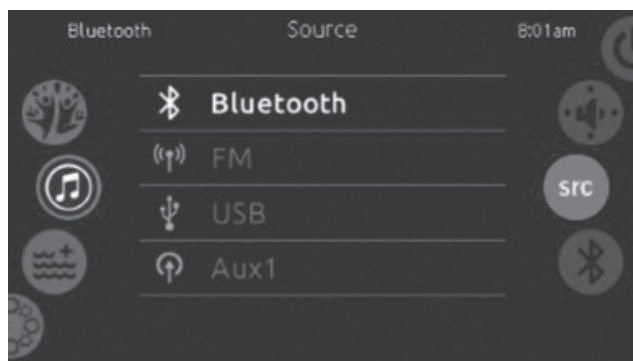 Bluetooth Source 8:01am
Bluetooth
FM
src
USB
Aux1